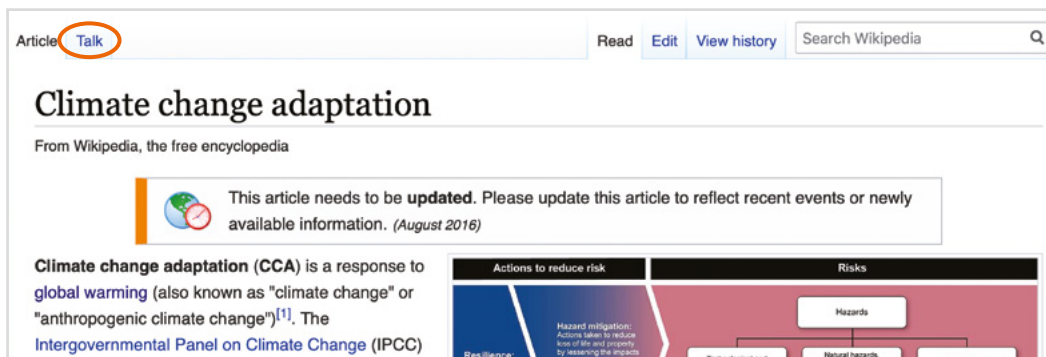 Article Talk Read Edit View history Search Wikipedia
Climate change adaptation
From Wikipedia, the free encyclopedia
This article needs to be updated. Please update this article to reflect recent events or newly
available information. (August 2016)
Climate change adaptation (CCA) is a response to
global warming (also known as "climate change" or
"anthropogenic climate change")[1]. The
Intergovernmental Panel on Climate Change (IPCC)
Actions to reduce risk
Risks
Hazard mitigation:
Actions taken to reduce
loss of life and property
by lessening the impacts
Resilience:
Hazards
Natural hazards